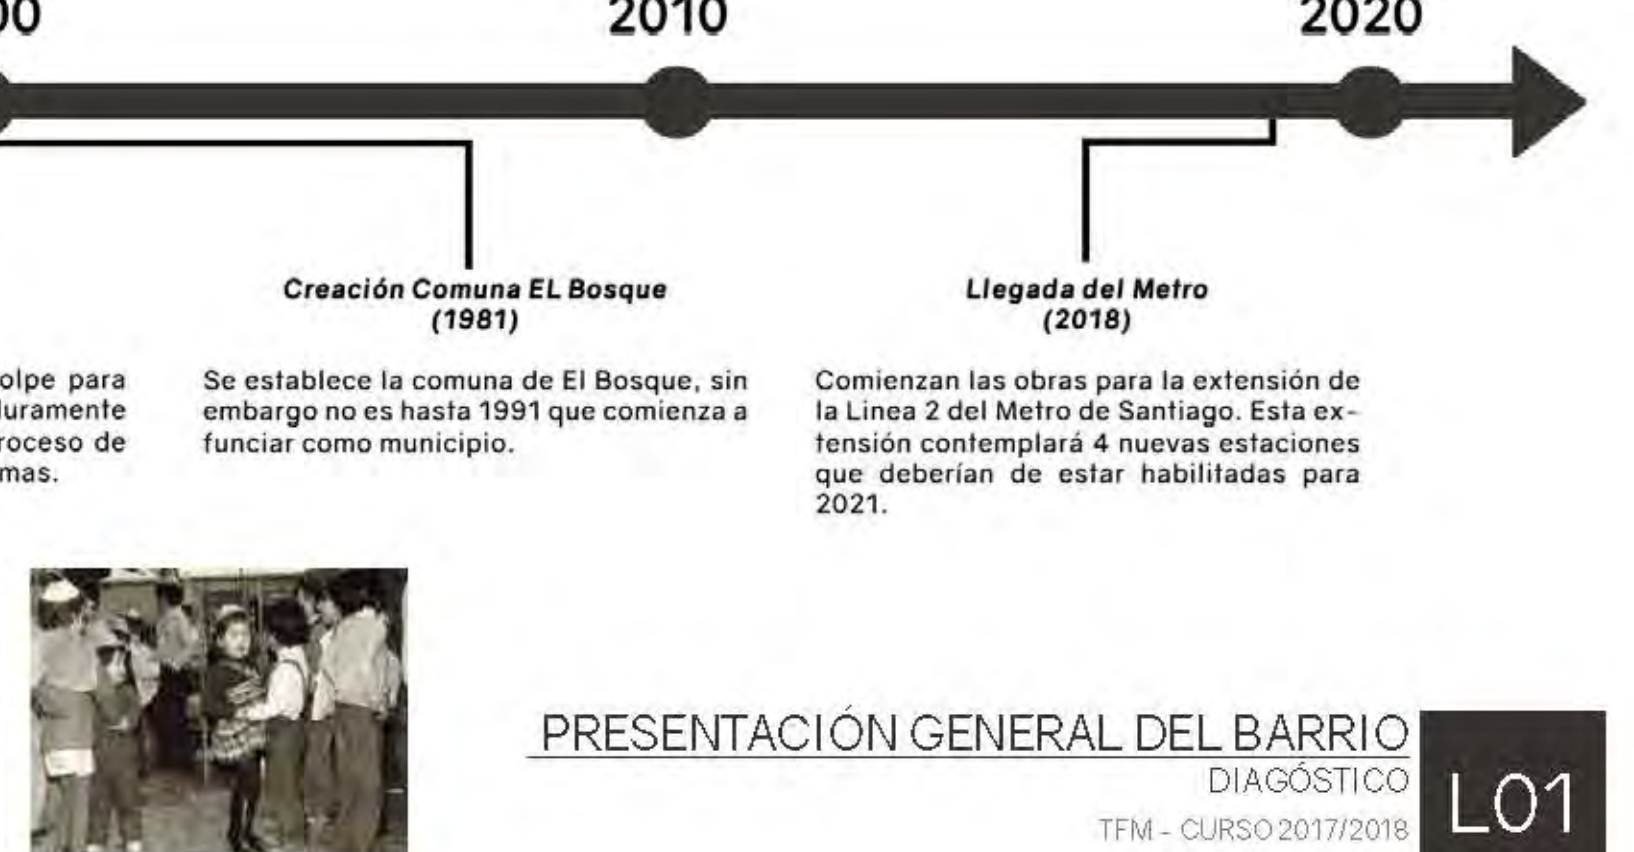 00
2010
2020
Creación Comuna EL Bosque
(1981)
Llegada del Metro
(2018)
olpe para
duramente
roceso de
mas.
Se establece la comuna de El Bosque, sin
embargo no es hasta 1991 que comienza a
funciar como municipio.
Comienzan las obras para la extensión de
la Linea 2 del Metro de Santiago. Esta ex-
tensión contemplará 4 nuevas estaciones
que deberían de estar habilitadas para
2021.
PRESENTACIÓN GENERAL DEL BARRIO
DIAGÓSTICO
TFM - CURSO 2017/2018
L01